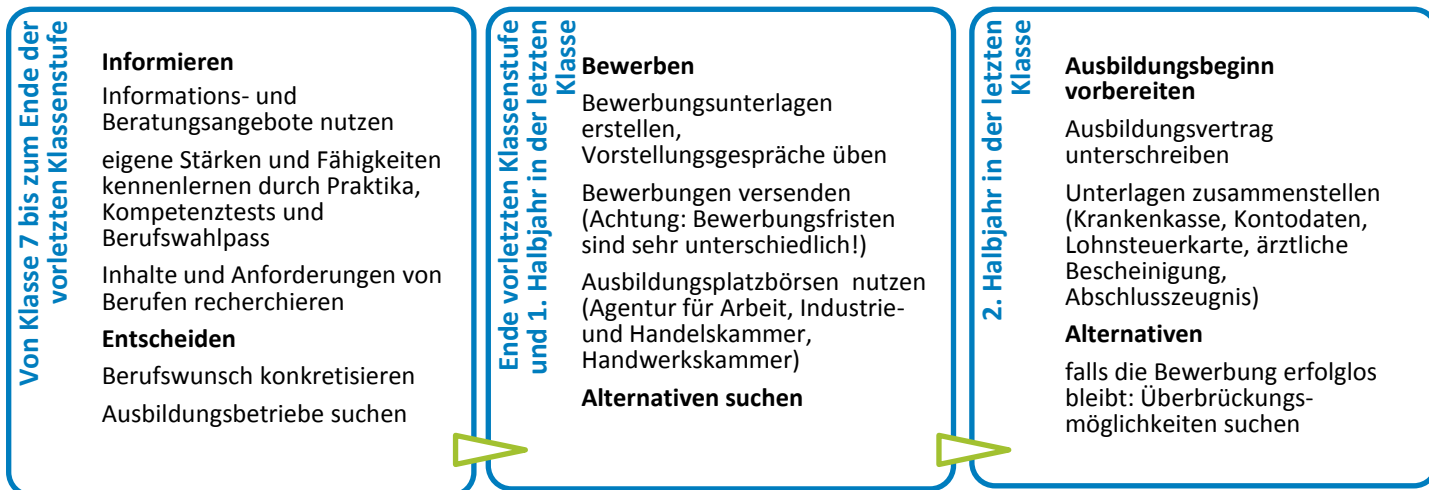 Von Klasse 7 bis zum Ende der
vorletzten Klassenstufe
Informieren
Informations- und
Beratungsangebote nutzen
eigene Stärken und Fähigkeiten
kennenlernen durch Praktika,
Kompetenztests und
Berufswahlpass
Inhalte und Anforderungen von
Berufen recherchieren
Entscheiden
Berufswunsch konkretisieren
Ausbildungsbetriebe suchen
Ende vorletzten Klassenstufe
und 1. Halbjahr in der letzten
Klasse
Bewerben
Bewerbungsunterlagen
erstellen,
Vorstellungsgespräche üben
Bewerbungen versenden
(Achtung: Bewerbungsfristen
sind sehr unterschiedlich!)
Ausbildungsplatzbörsen nutzen
(Agentur für Arbeit, Industrie-
und Handelskammer,
Handwerkskammer)
Alternativen suchen
2. Halbjahr in der letzten
Klasse
Ausbildungsbeginn
vorbereiten
Ausbildungsvertrag
unterschreiben
Unterlagen zusammenstellen
(Krankenkasse, Kontodaten,
Lohnsteuerkarte, ärztliche
Bescheinigung,
Abschlusszeugnis)
Alternativen
falls die Bewerbung erfolglos
bleibt: Überbrückungs-
möglichkeiten suchen